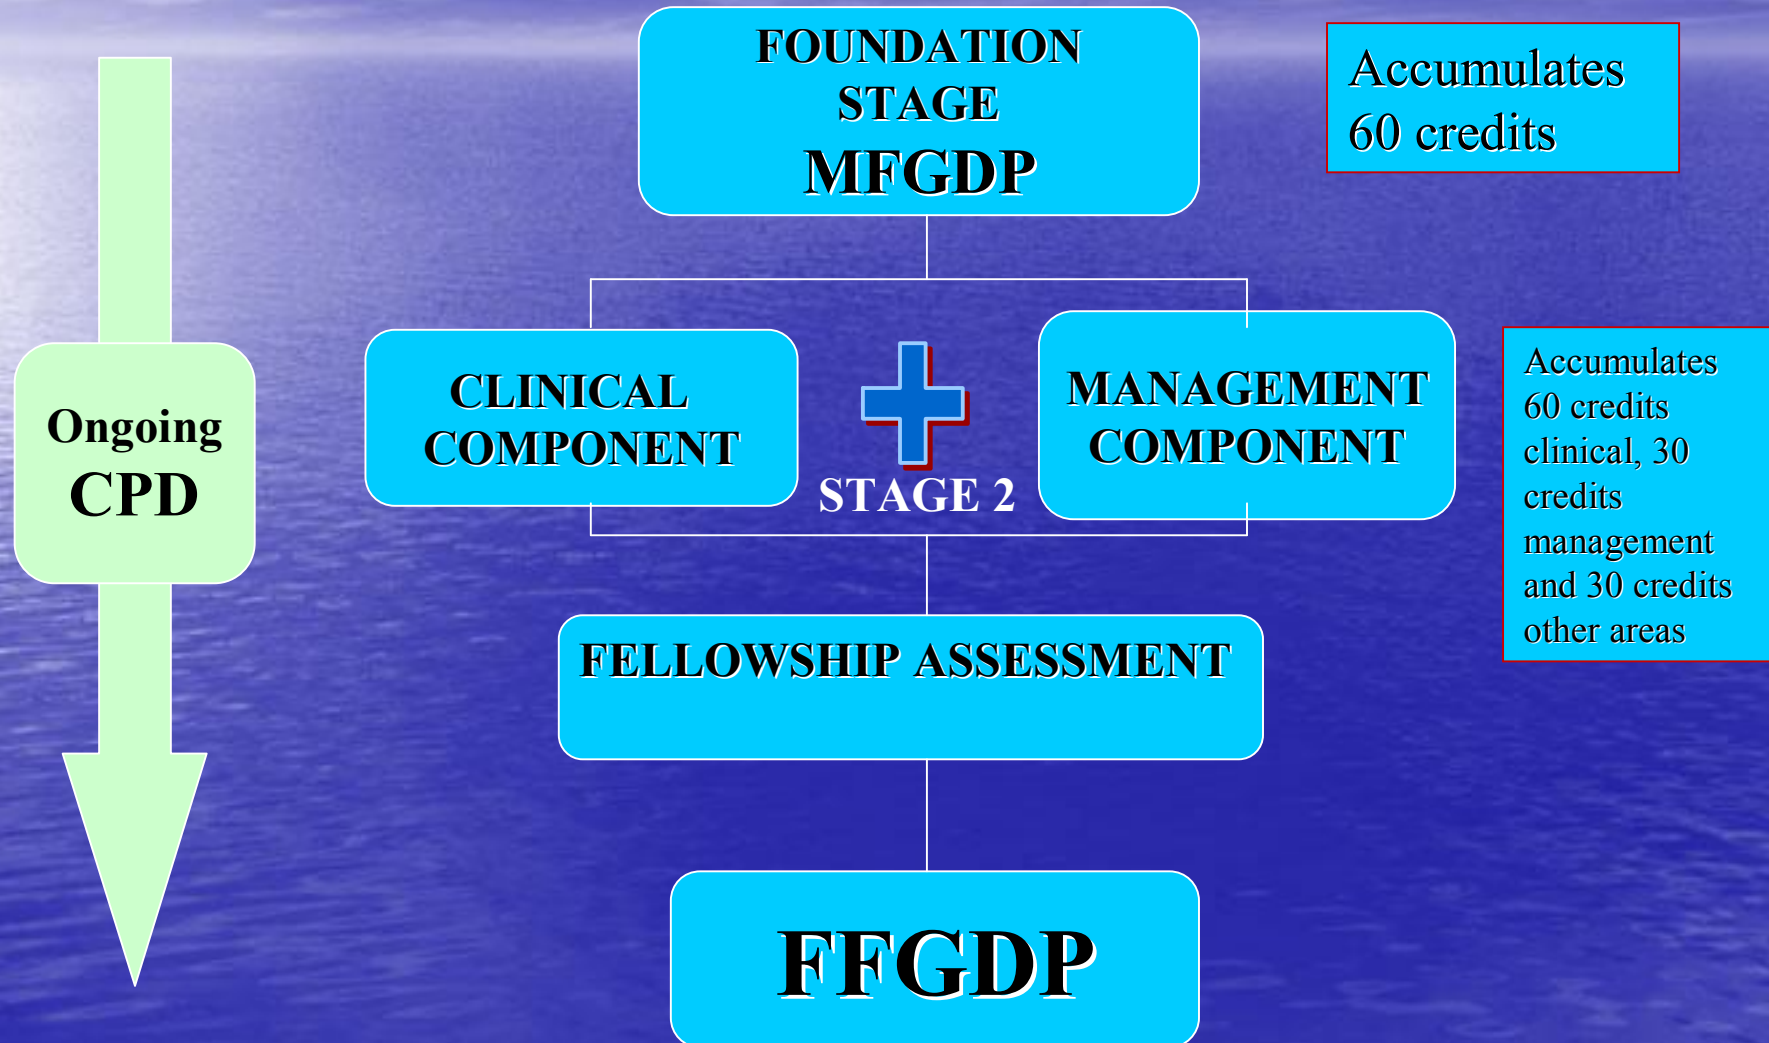 FOUNDATION
STAGE
MFGDP
Accumulates
60 credits
Ongoing
CPD
CLINICAL
COMPONENT
STAGE 2
MANAGEMENT
COMPONENT
Accumulates
60 credits
clinical, 30
credits
management
and 30 credits
other areas
FELLOWSHIP ASSESSMENT
FFGDP